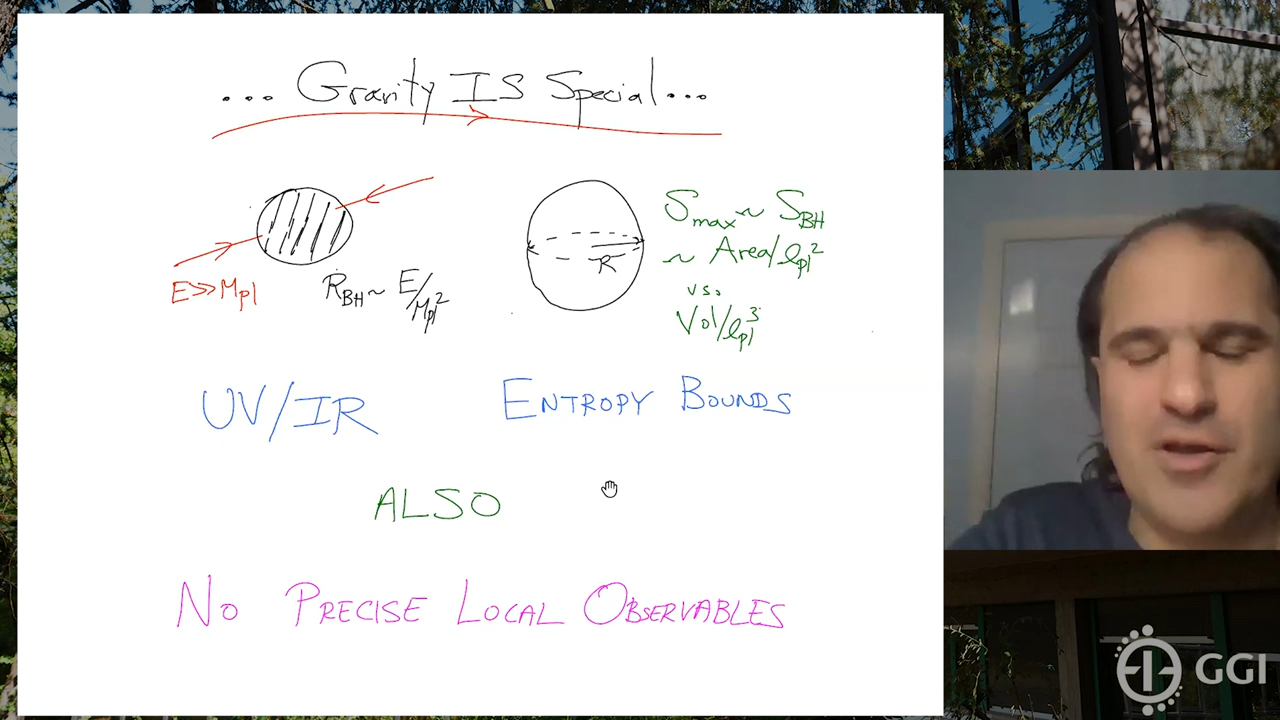 ... Gravity IS Special ...
E≫Mpl
RBH ~ E/Mpl²
R
Smax ~ SBH
~ Area/ℓpl²
vs.
Vol/ℓpl³
UV/IR
ENTROPY BOUNDS
ALSO
NO PRECISE LOCAL OBSERVABLES
GGI